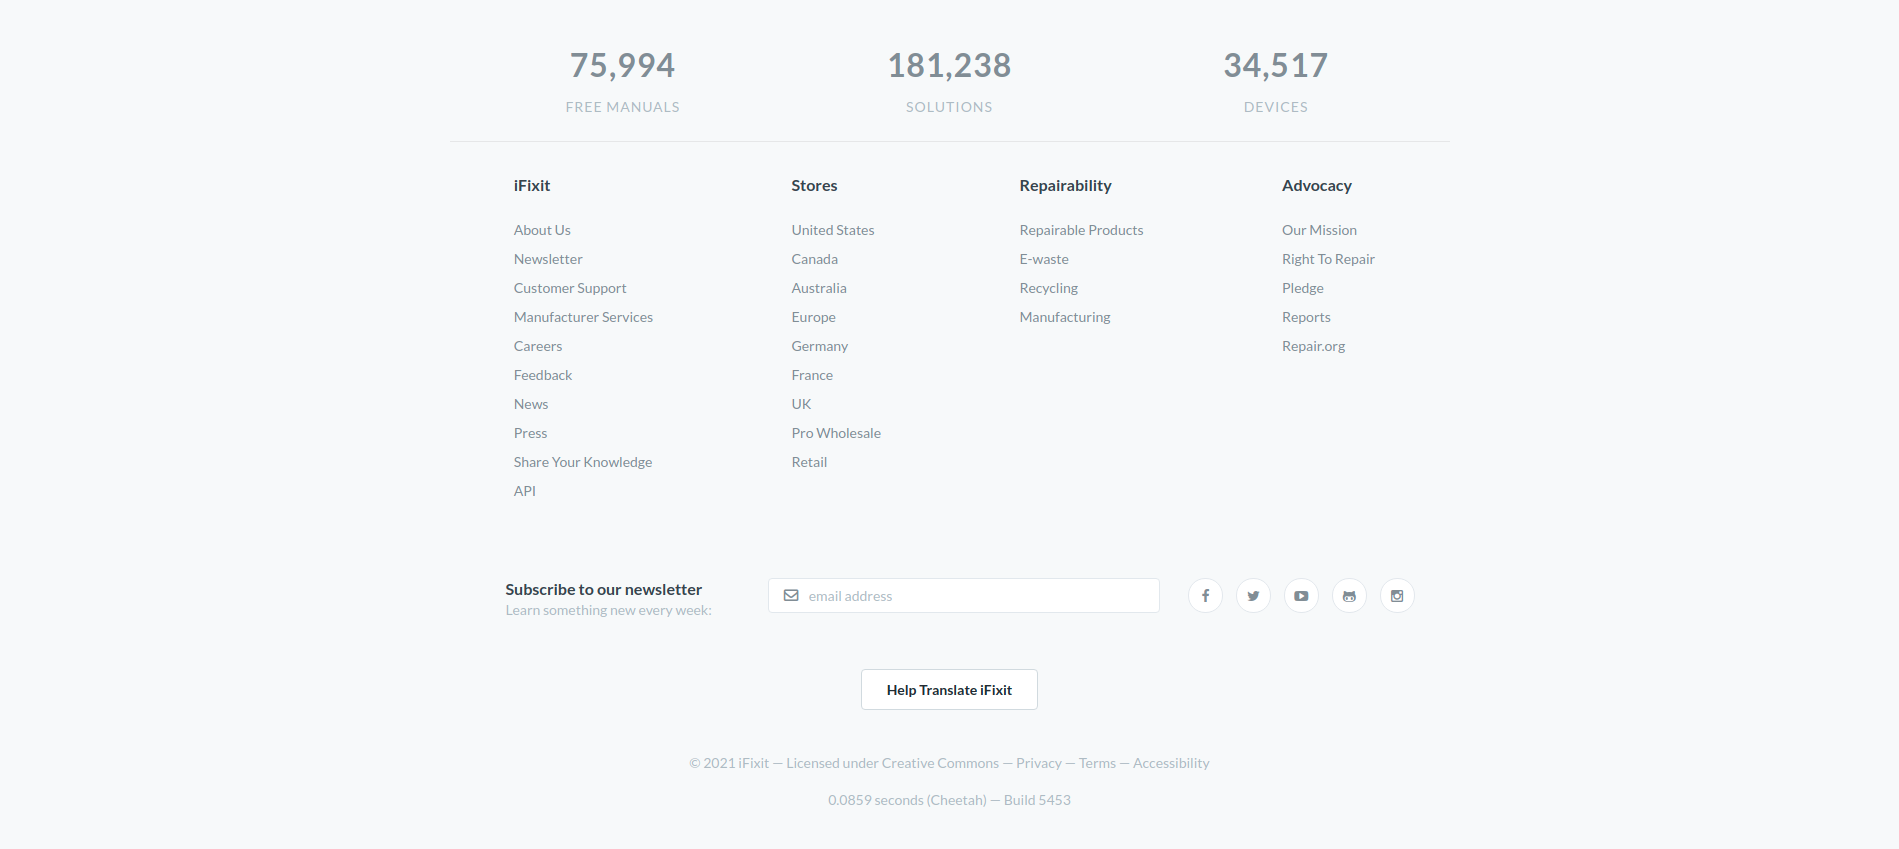 75,994
FREE MANUALS
181,238
SOLUTIONS
34,517
DEVICES
iFixit
About Us
Newsletter
Customer Support
Manufacturer Services
Careers
Feedback
News
Press
Share Your Knowledge
API
Stores
United States
Canada
Australia
Europe
Germany
France
UK
Pro Wholesale
Retail
Repairability
Repairable Products
E-waste
Recycling
Manufacturing
Advocacy
Our Mission
Right To Repair
Pledge
Reports
Repair.org
Subscribe to our newsletter
Learn something new every week:
email address
Help Translate iFixit
© 2021 iFixit — Licensed under Creative Commons — Privacy — Terms — Accessibility
0.0859 seconds (Cheetah) — Build 5453